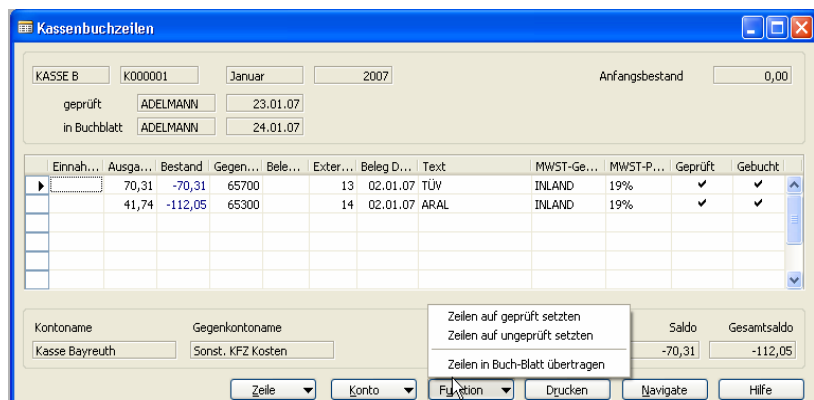 Kassenbuchzeilen
KASSE B K000001 Januar 2007 Anfangsbestand 0,00
geprüft ADELMANN 23.01.07
in Buchblatt ADELMANN 24.01.07
Einnah... Ausga... Bestand Gegen... Bele... Exter... Beleg D... Text MWST-Ge... MWST-P... Geprüft Gebucht
70,31 -70,31 65700 13 02.01.07 TÜV INLAND 19% ✔ ✔
41,74 -112,05 65300 14 02.01.07 ARAL INLAND 19% ✔ ✔
Zeilen auf geprüft setzten
Zeilen auf ungeprüft setzten
Zeilen in Buch-Blatt übertragen
Kontoname Gegenkontoname Saldo Gesamtsaldo
Kasse Bayreuth Sonst. KFZ Kosten -70,31 -112,05
Zeile Konto Function Drucken Navigate Hilfe